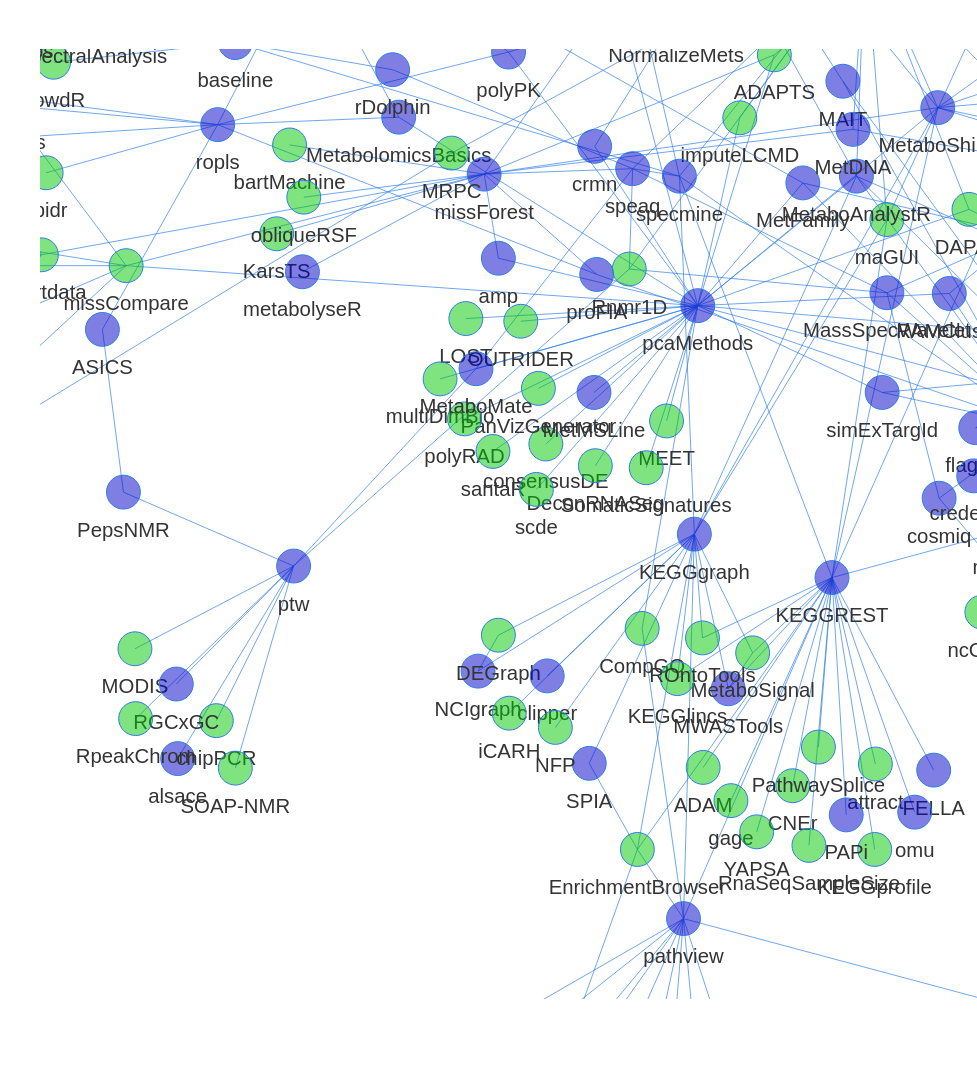 NormalizeMets
ectralAnalysis
baseline
polyPK
ADAPTS
owdR
rDolphin
MAIT
MetaboShi
s
ropls
MetabolomicsBasics
imputeLCMD
MetDNA
bartMachine
MRPC
crmn
pidr
missForest
speaq
specmine
MetFamily
MetaboAnalystR
obliqueRSF
DAPA
maGUI
KarsTS
rtdata
missCompare
metabolyseR
amp
proFIA
Rnmr1D
MassSpecWavelet
RAMClus
pcaMethods
LOST
OUTRIDER
ASICS
MetaboMate
multiDimBio
PanVizGenerator
MetMSLine
simExTargId
polyRAD
MEET
flag
consensusDE
santaR
DeconRNASeq
SomaticSignatures
crede
scde
PepsNMR
cosmiq
KEGGgraph
ptw
KEGGREST
ncG
CompGO
DEGraph
ROntoTools
MODIS
MetaboSignal
NCIgraph
clipper
KEGGlincs
RGCxGC
MWASTools
iCARH
RpeakChrom
chipPCR
NFP
PathwaySplice
alsace
SPIA
attract
SOAP-NMR
ADAM
FELLA
CNEr
gage
PAPi
omu
YAPSA
EnrichmentBrowser
RnaSeqSampleSize
KEGGprofile
pathview